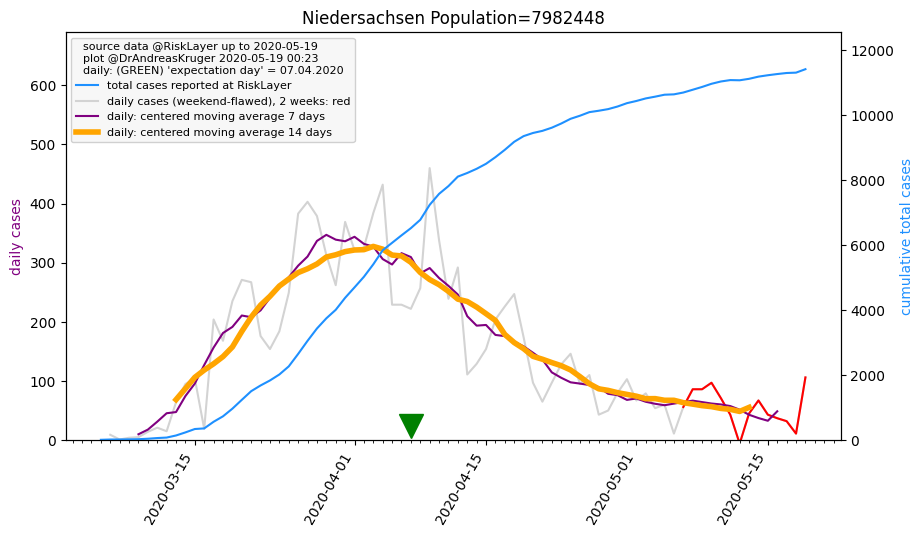 Niedersachsen Population=7982448
source data @RiskLayer up to 2020-05-19
plot @DrAndreasKruger 2020-05-19 00:23
daily: (GREEN) 'expectation day' = 07.04.2020
total cases reported at RiskLayer
daily cases (weekend-flawed), 2 weeks: red
daily: centered moving average 7 days
daily: centered moving average 14 days
daily cases
600
500
400
300
200
100
0
12000
10000
8000
6000
4000
2000
0
cumulative total cases
2020-03-15
2020-04-01
2020-04-15
2020-05-01
2020-05-15